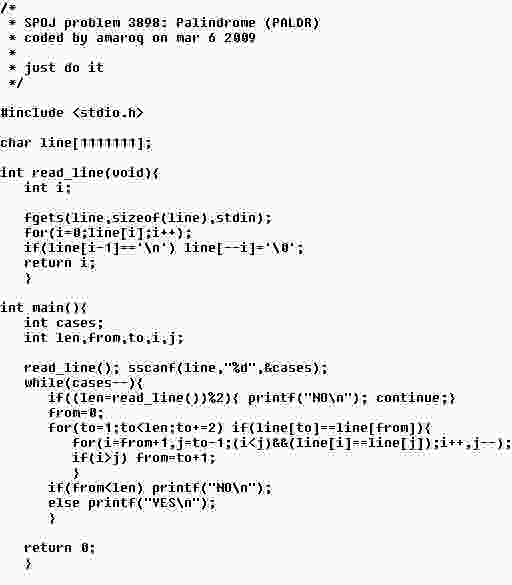 /*
 * SPOJ problem 3898: Palindrome (PALDR)
 * coded by amaroq on mar 6 2009
 *
 * just do it
 */

#include <stdio.h>

char line[1111111];

int read_line(void){
   int i;

   fgets(line,sizeof(line),stdin);
   for(i=0;line[i];i++);
   if(line[i-1]=='\n') line[--i]='\0';
   return i;
   }

int main(){
   int cases;
   int len,from,to,i,j;

   read_line(); sscanf(line,"%d",&cases);
   while(cases--){
      if((len=read_line())%2){ printf("NO\n"); continue;}
      from=0;
      for(to=1;to<len;to+=2) if(line[to]==line[from]){
         for(i=from+1,j=to-1;(i<j)&&(line[i]==line[j]);i++,j--);
         if(i>j) from=to+1;
         }
      if(from<len) printf("NO\n");
      else printf("YES\n");
      }

   return 0;
   }